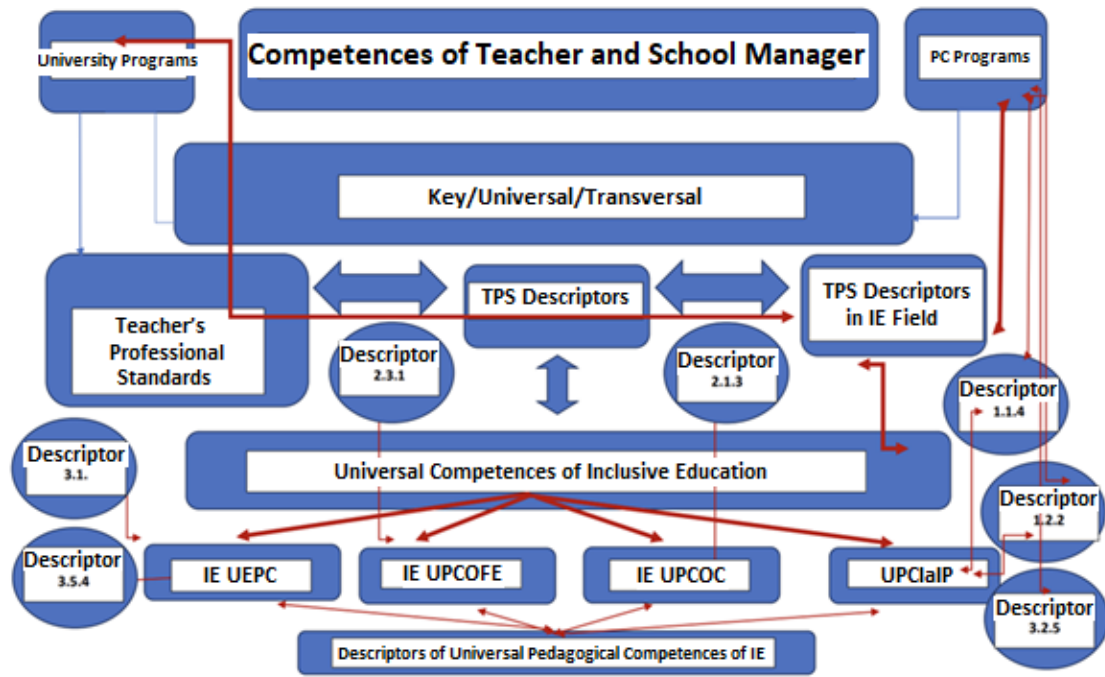 University Programs
Competences of Teacher and School Manager
PC Programs
Key/Universal/Transversal
Teacher's
Professional
Standards
TPS Descriptors
TPS Descriptors
in IE Field
Descriptor
2.3.1
Descriptor
2.1.3
Descriptor
1.1.4
Descriptor
3.1.
Universal Competences of Inclusive Education
Descriptor
1.2.2
Descriptor
3.5.4
IE UEPC
IE UPCOFE
IE UPCOC
UPCIaIP
Descriptor
3.2.5
Descriptors of Universal Pedagogical Competences of IE